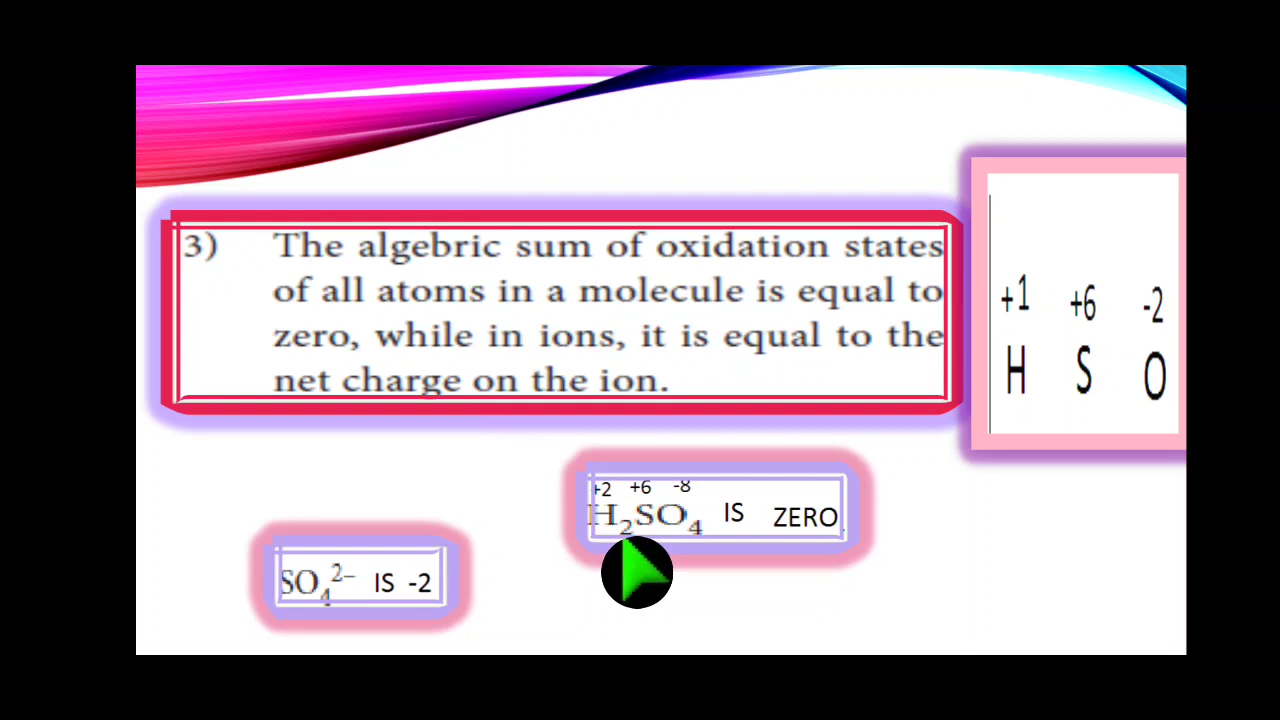 3) The algebric sum of oxidation states
of all atoms in a molecule is equal to
zero, while in ions, it is equal to the
net charge on the ion.
+1 +6 -2
H S O
+2 +6 -8
H₂SO₄ IS ZERO
SO₄²⁻ IS -2